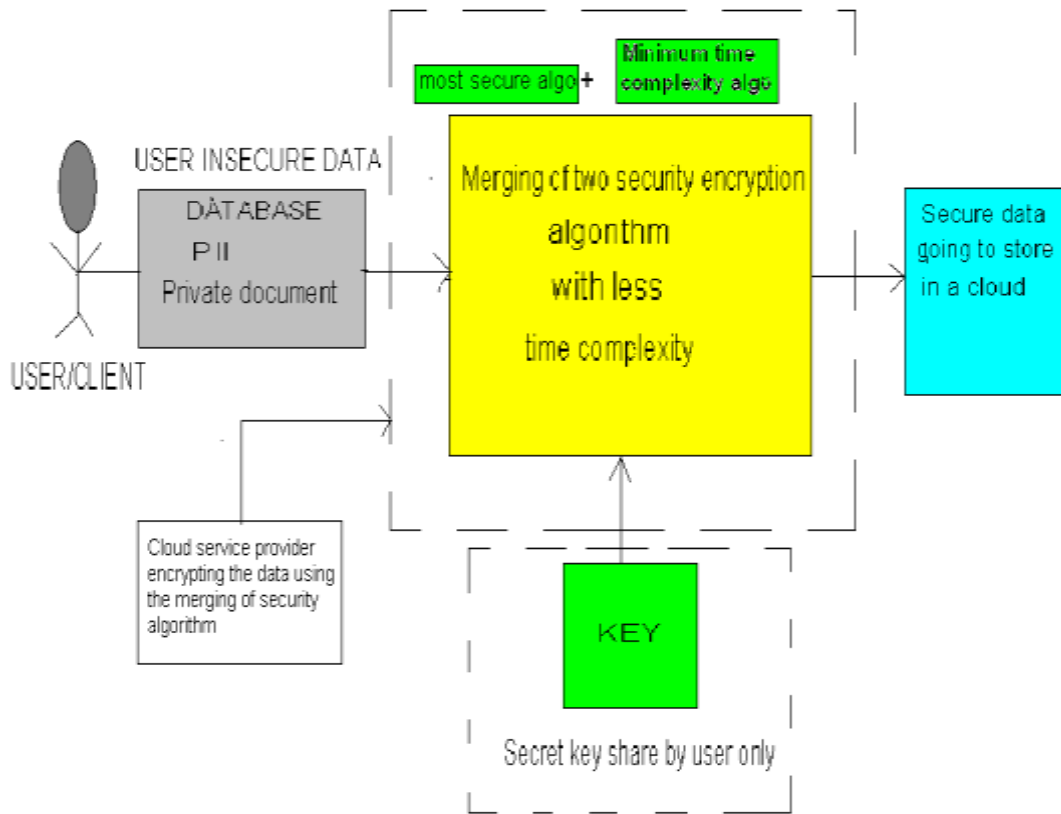 most secure algo +
Minimum time
complexity algo
USER INSECURE DATA
DATABASE
PII
Private document
USER/CLIENT
Merging of two security encryption
algorithm
with less
time complexity
Secure data
going to store
in a cloud
Cloud service provider
encrypting the data using
the merging of security
algorithm
KEY
Secret key share by user only